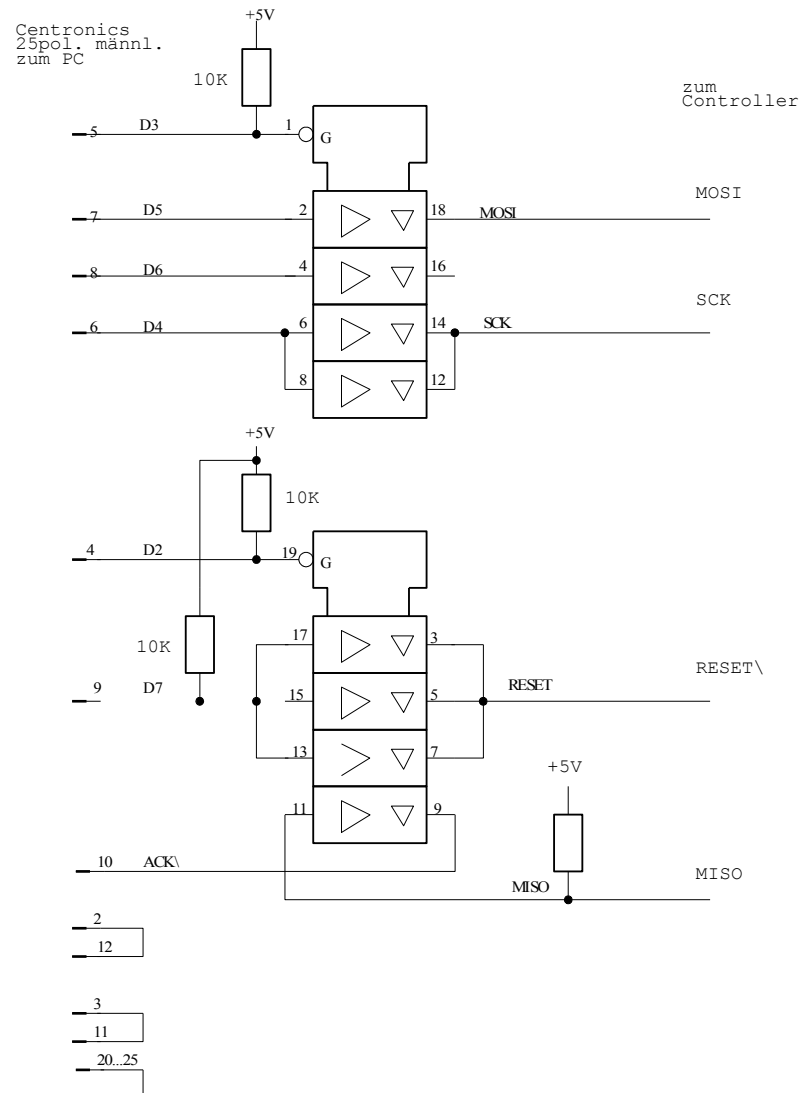 Centronics
25pol. männl.
zum PC
+5V
10K
zum
Controller
5 D3 1 G
MOSI
7 D5 2 18 MOSI
8 D6 4 16
SCK
6 D4 6 14 SCK
8 12
+5V
10K
4 D2 19 G
17 3
10K
RESET\
9 D7 15 5 RESET
13 7
+5V
11 9
10 ACK\
MISO
MISO
2
12
3
11
20...25